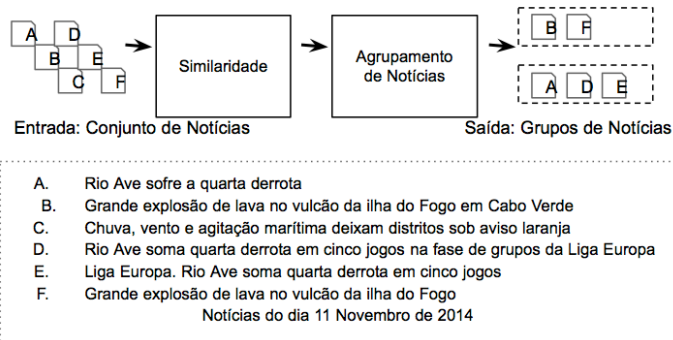 A D
B E
C F
Similaridade
Agrupamento
de Notícias
B F
A D E
Entrada: Conjunto de Notícias
Saída: Grupos de Notícias
A. Rio Ave sofre a quarta derrota
B. Grande explosão de lava no vulcão da ilha do Fogo em Cabo Verde
C. Chuva, vento e agitação marítima deixam distritos sob aviso laranja
D. Rio Ave soma quarta derrota em cinco jogos na fase de grupos da Liga Europa
E. Liga Europa. Rio Ave soma quarta derrota em cinco jogos
F. Grande explosão de lava no vulcão da ilha do Fogo
Notícias do dia 11 Novembro de 2014